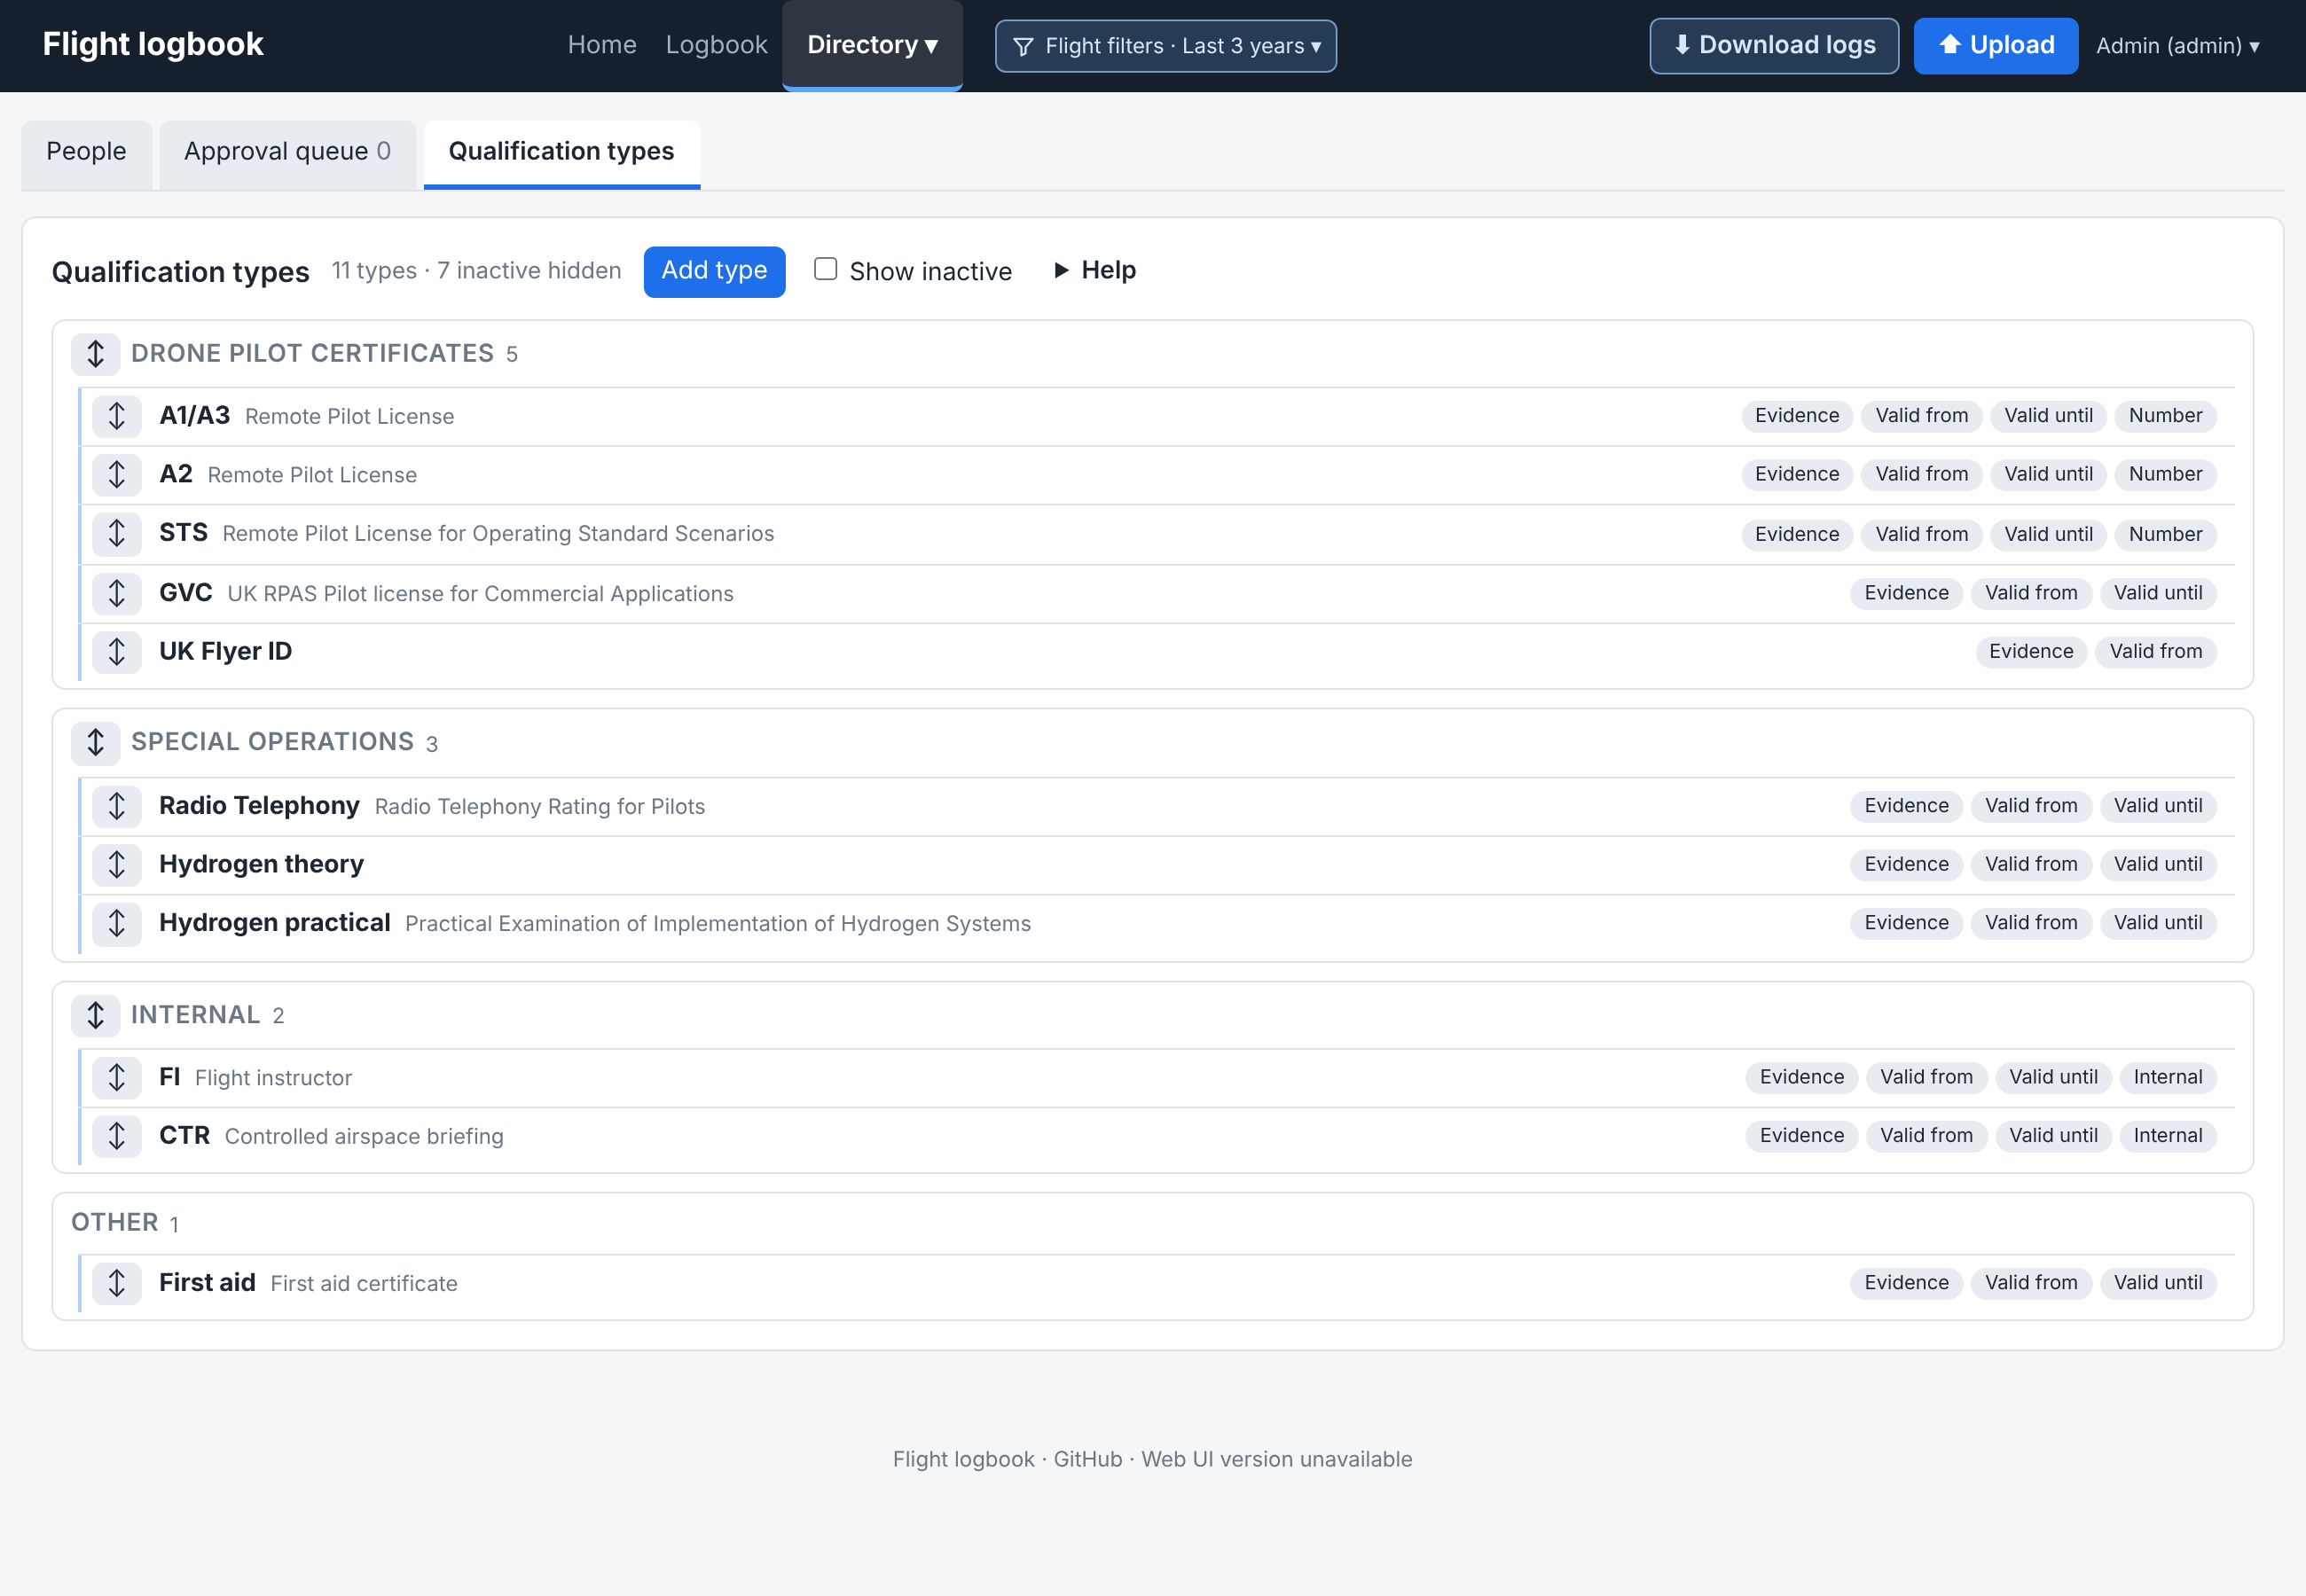 Flight logbook Home Logbook Directory ▾ Flight filters · Last 3 years ▾ Download logs Upload Admin (admin) ▾
People Approval queue 0 Qualification types
Qualification types 11 types · 7 inactive hidden Add type Show inactive ▶ Help
DRONE PILOT CERTIFICATES 5
A1/A3 Remote Pilot License Evidence Valid from Valid until Number
A2 Remote Pilot License Evidence Valid from Valid until Number
STS Remote Pilot License for Operating Standard Scenarios Evidence Valid from Valid until Number
GVC UK RPAS Pilot license for Commercial Applications Evidence Valid from Valid until
UK Flyer ID Evidence Valid from
SPECIAL OPERATIONS 3
Radio Telephony Radio Telephony Rating for Pilots Evidence Valid from Valid until
Hydrogen theory Evidence Valid from Valid until
Hydrogen practical Practical Examination of Implementation of Hydrogen Systems Evidence Valid from Valid until
INTERNAL 2
FI Flight instructor Evidence Valid from Valid until Internal
CTR Controlled airspace briefing Evidence Valid from Valid until Internal
OTHER 1
First aid First aid certificate Evidence Valid from Valid until
Flight logbook · GitHub · Web UI version unavailable